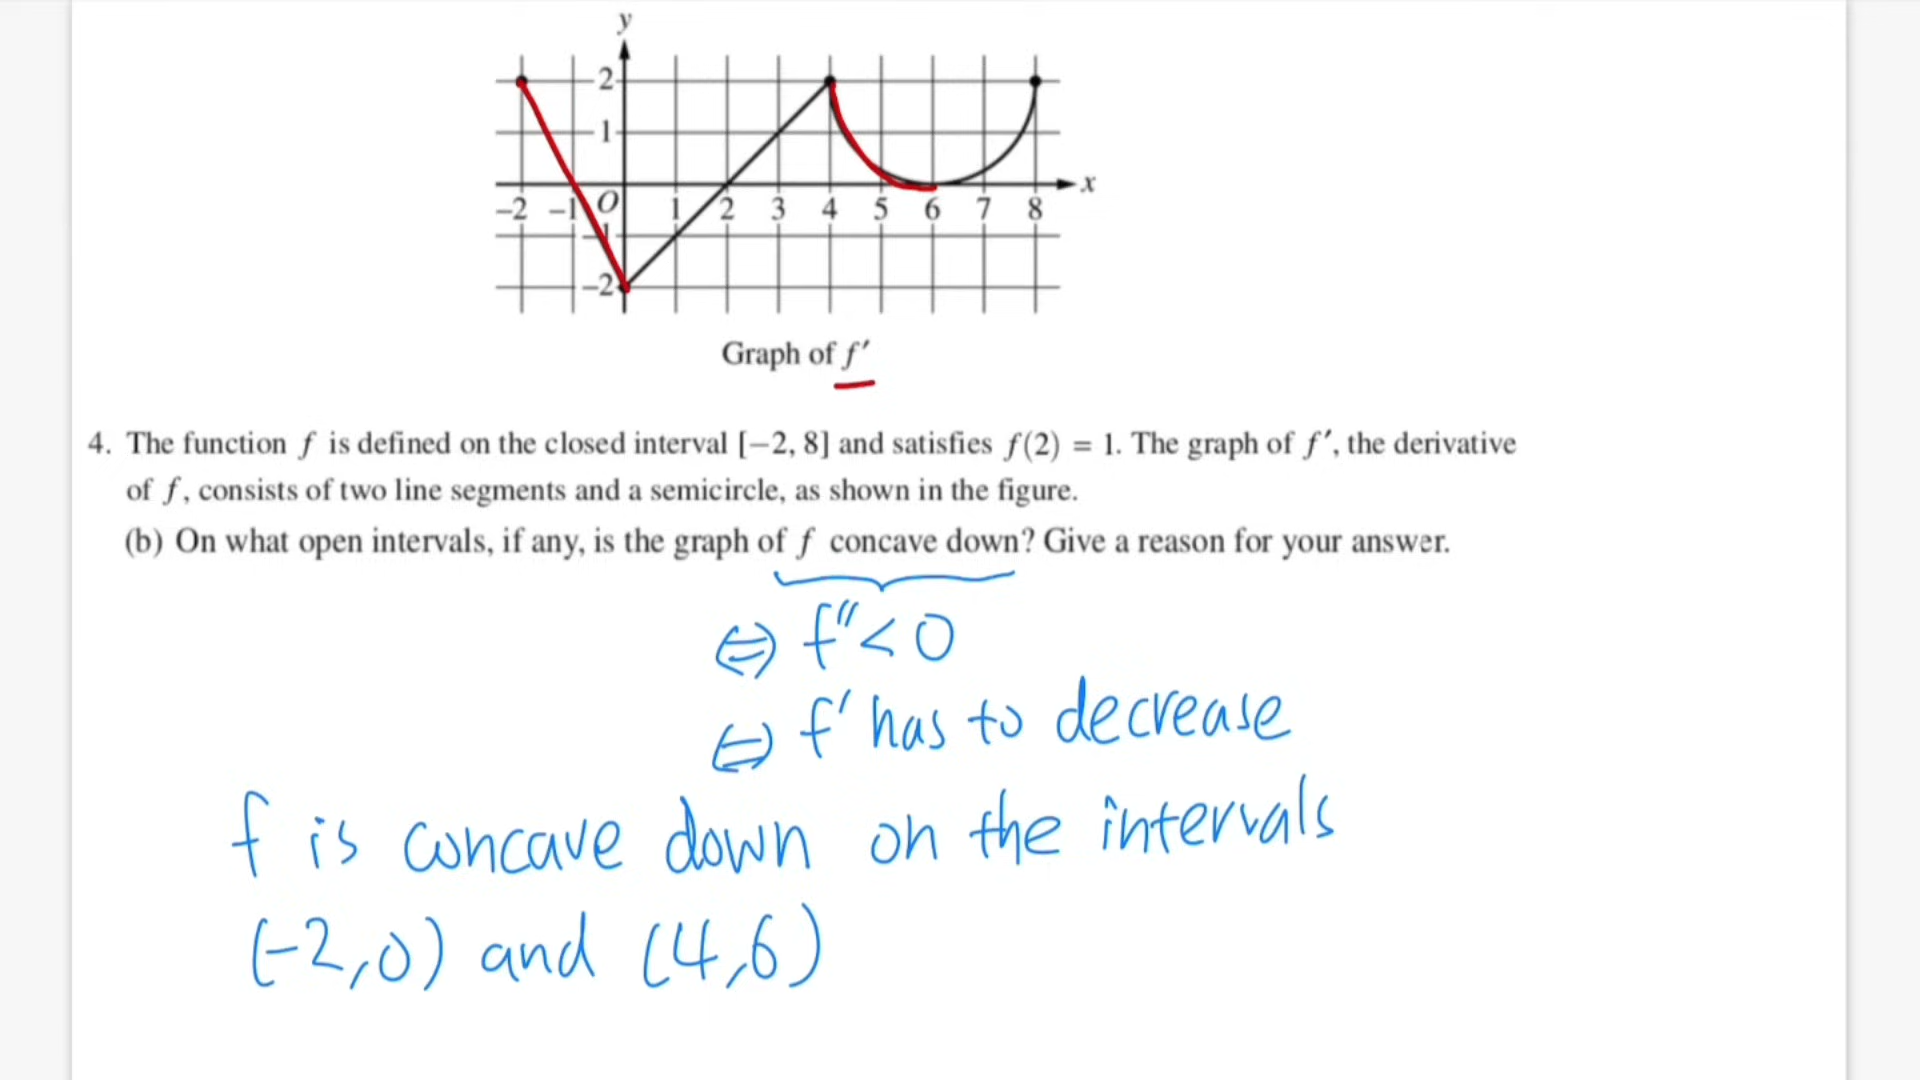 y
2
1
O
-2 -1 1 2 3 4 5 6 7 8 x
-1
-2
Graph of f′
4. The function f is defined on the closed interval [−2, 8] and satisfies f(2) = 1. The graph of f′, the derivative
of f, consists of two line segments and a semicircle, as shown in the figure.
(b) On what open intervals, if any, is the graph of f concave down? Give a reason for your answer.
⇔ f″<0
⇔ f′ has to decrease
f is concave down on the intervals
(-2,0) and (4,6)